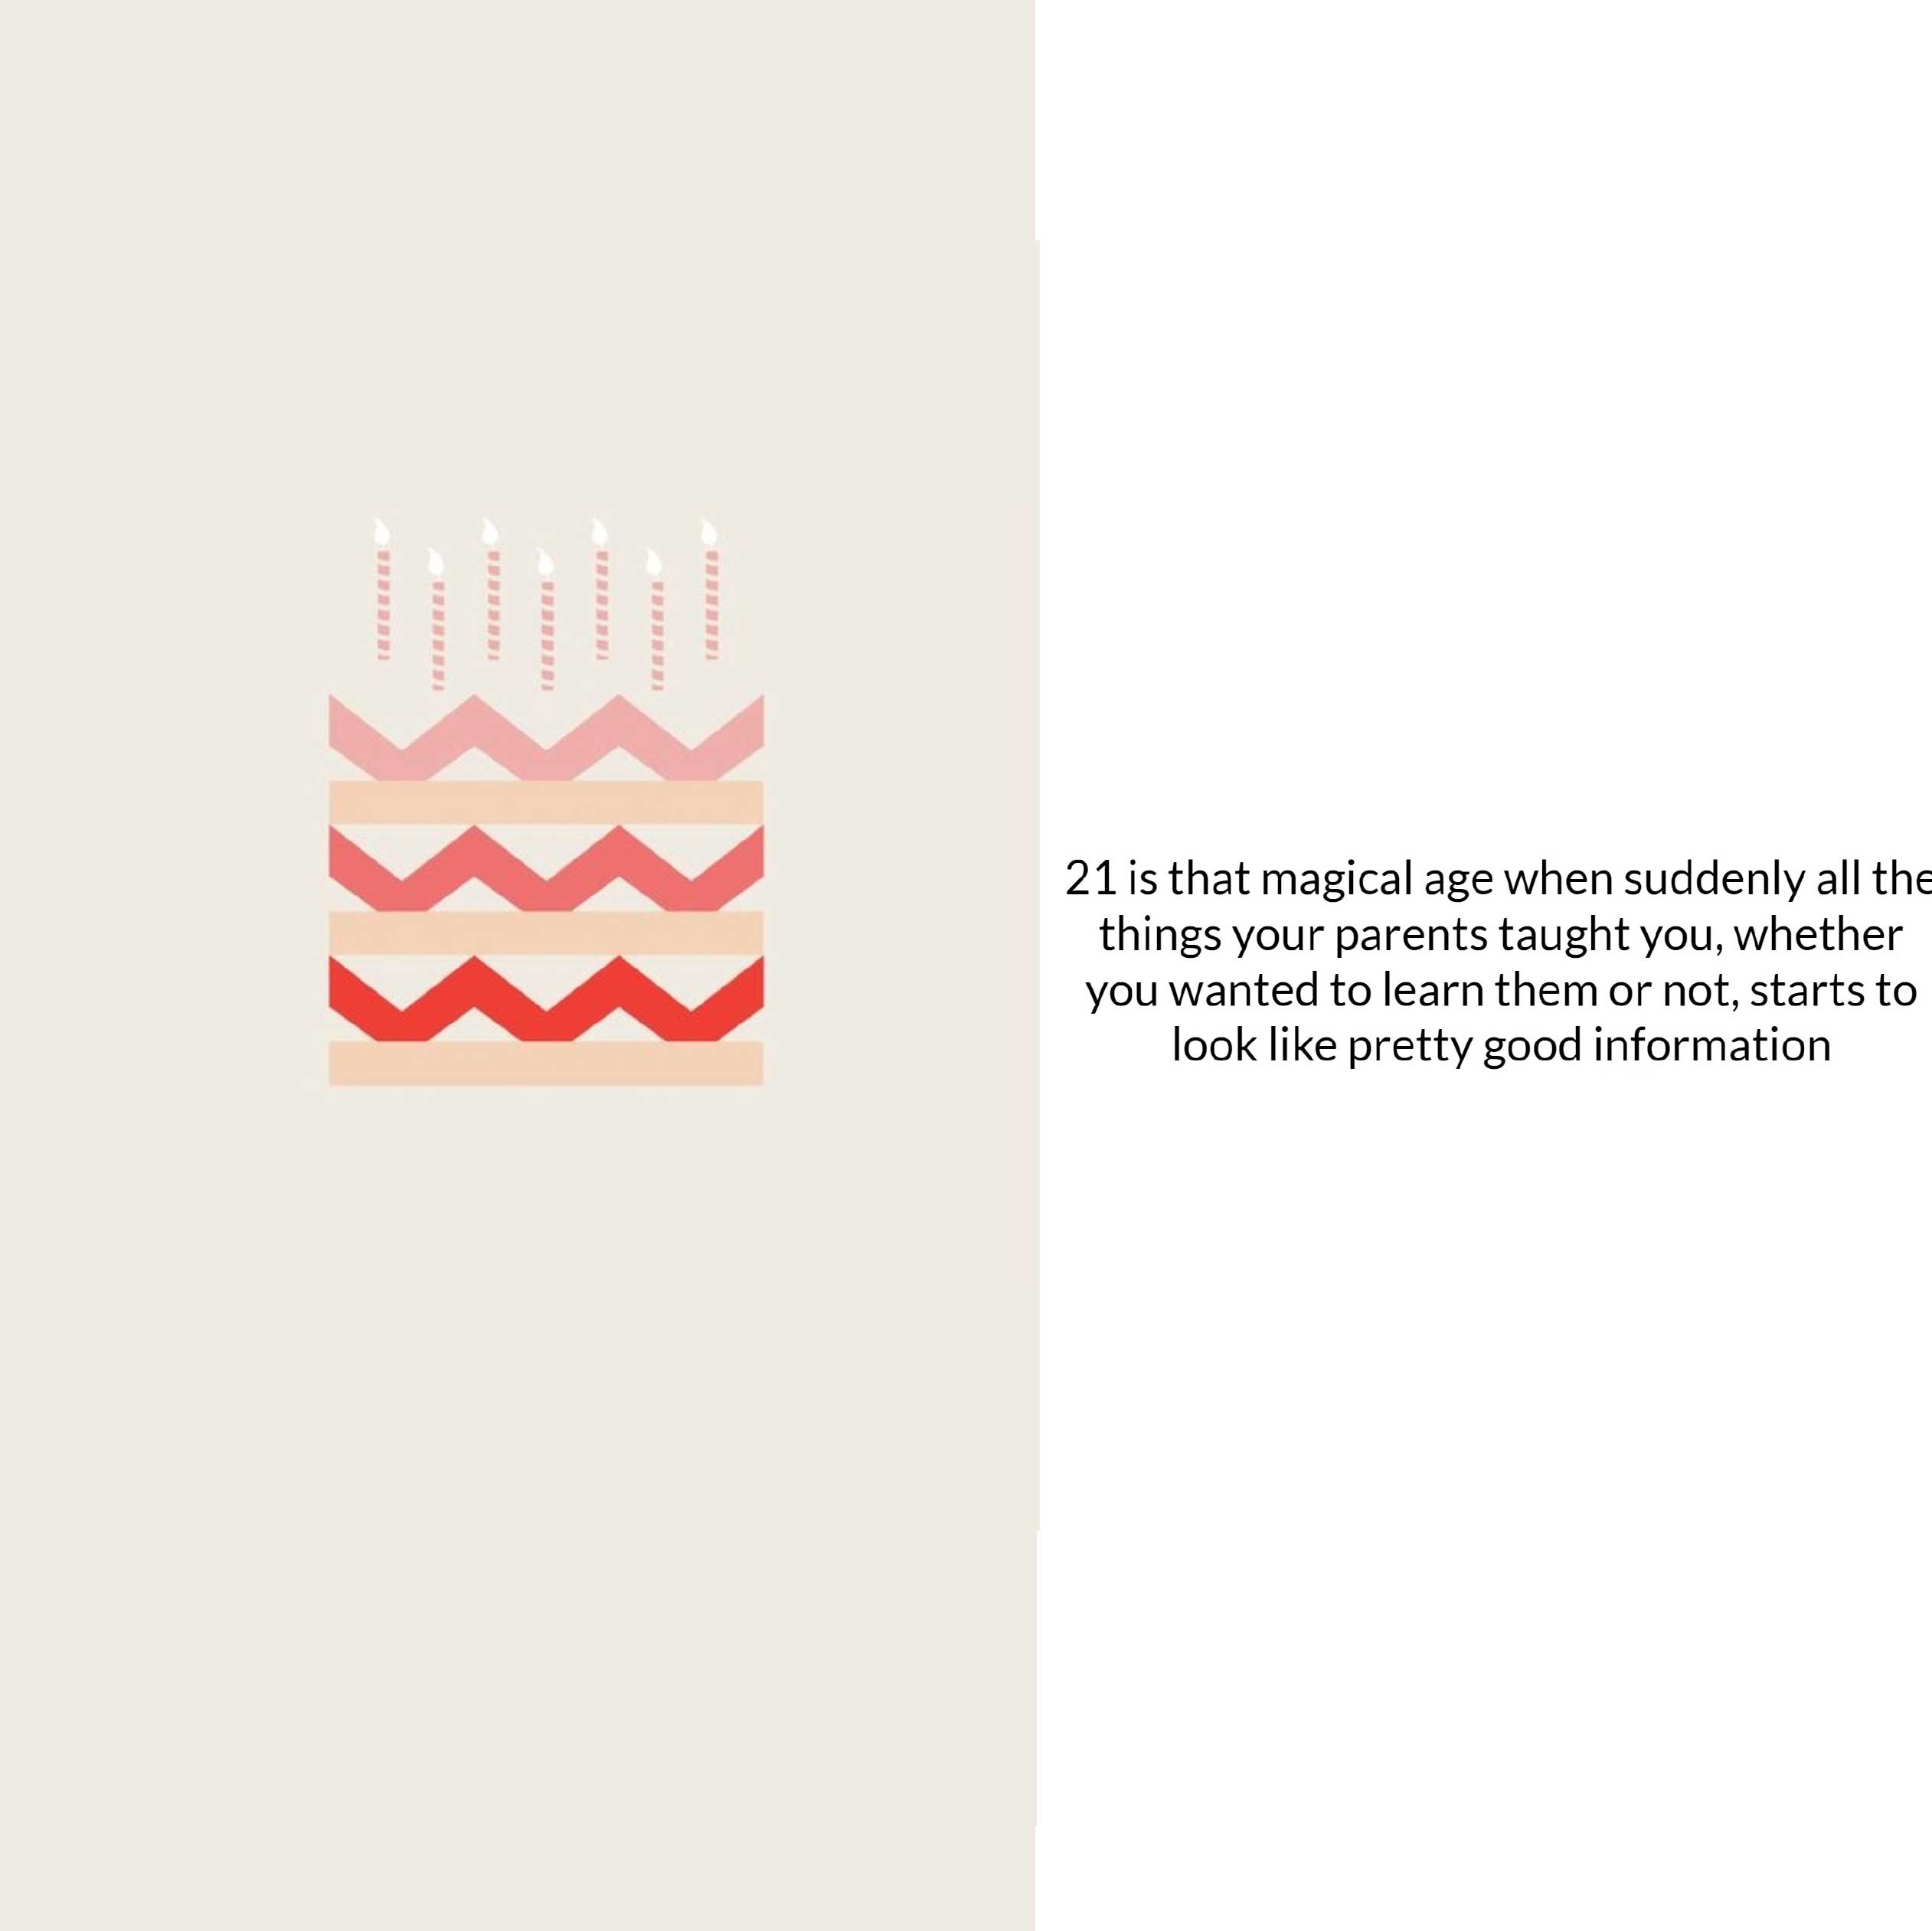 21 is that magical age when suddenly all the
things your parents taught you, whether
you wanted to learn them or not, starts to
look like pretty good information